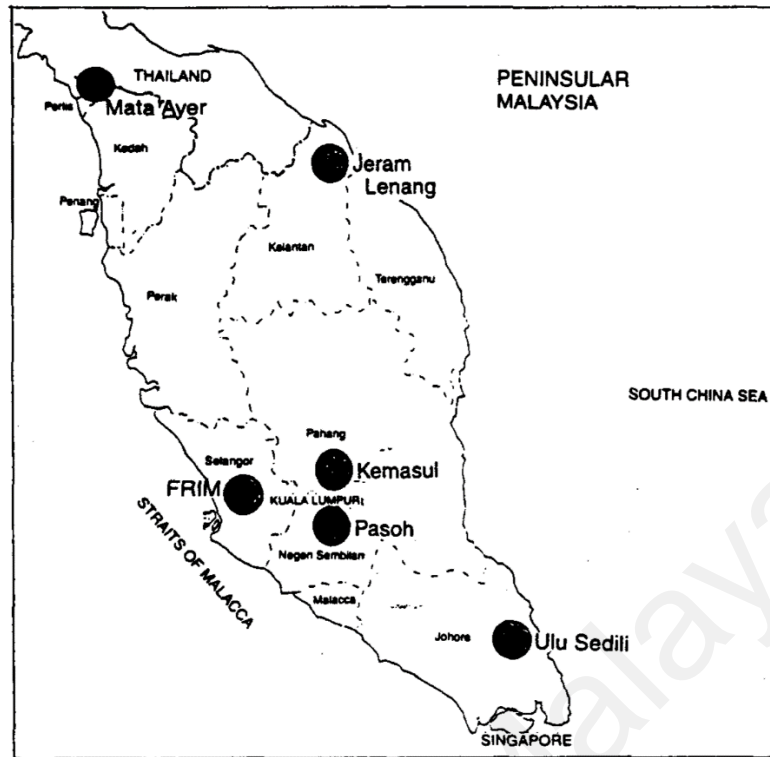 THAILAND
PENINSULAR
MALAYSIA
Perlis
Mata Ayer
Kedah
Jeram
Lenang
Penang
Kelantan
Terengganu
Perak
SOUTH CHINA SEA
Pahang
Selangor
Kemasul
FRIM
KUALA LUMPUR
Pasoh
STRAITS OF MALACCA
Negeri Sembilan
Malacca
Johore
Ulu Sedili
SINGAPORE
alaya